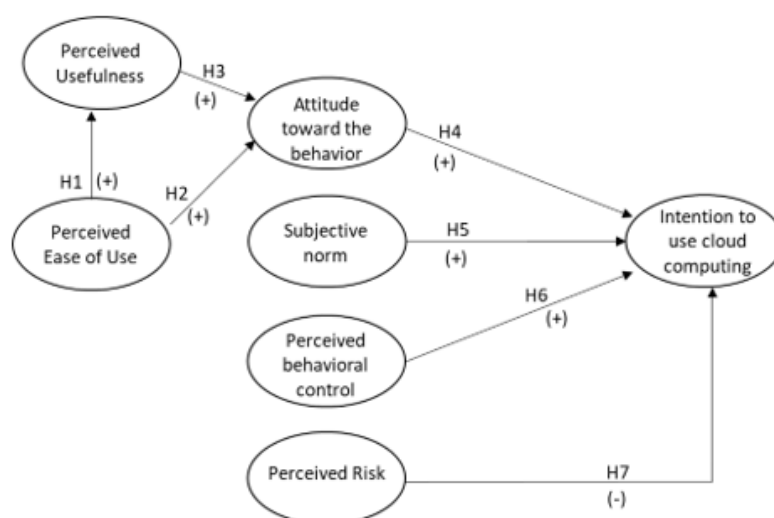 Perceived
Usefulness
H3
(+)
Attitude
toward the
behavior
H4
(+)
H1
(+)
H2
(+)
Perceived
Ease of Use
Subjective
norm
H5
(+)
Intention to
use cloud
computing
H6
(+)
Perceived
behavioral
control
Perceived Risk
H7
(-)